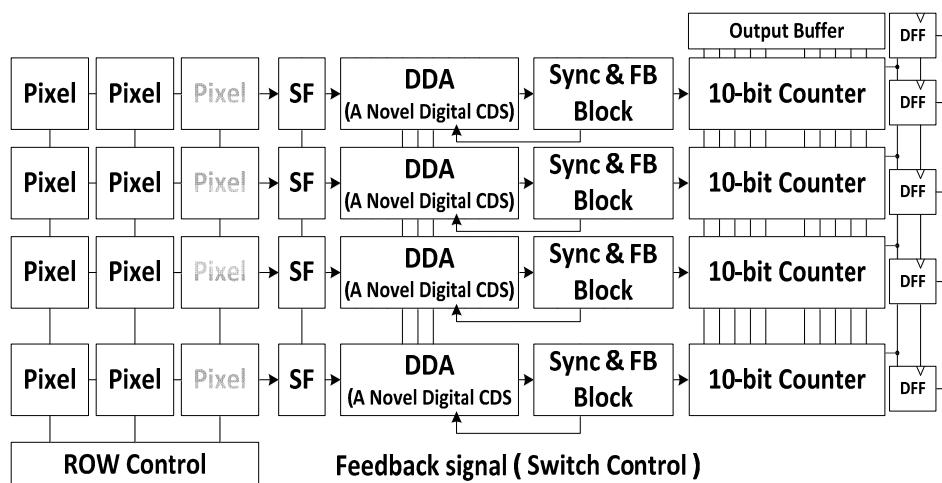 Output Buffer
DFF
Pixel Pixel Pixel SF DDA (A Novel Digital CDS) Sync & FB Block 10-bit Counter
DFF
Pixel Pixel Pixel SF DDA (A Novel Digital CDS) Sync & FB Block 10-bit Counter
DFF
Pixel Pixel Pixel SF DDA (A Novel Digital CDS) Sync & FB Block 10-bit Counter
DFF
Pixel Pixel Pixel SF DDA (A Novel Digital CDS Sync & FB Block 10-bit Counter
DFF
ROW Control
Feedback signal ( Switch Control )